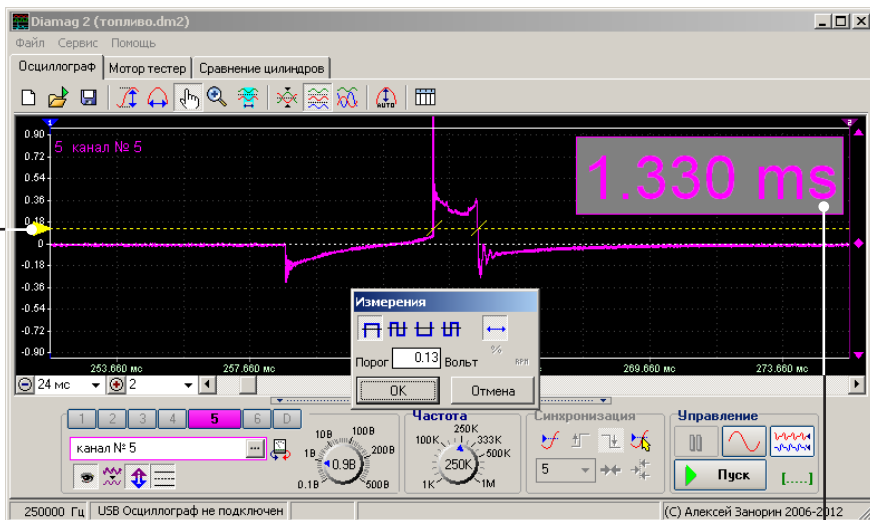 Diamag 2 (топливо.dm2)
Файл Сервис Помощь
Осциллограф Мотор тестер Сравнение цилиндров
AUTO
1 2
0.90
5 канал № 5
0.72
0.54
0.36
0.18
0
-0.18
-0.36
-0.54
-0.72
-0.90
1.330 ms
Измерения
%
RPM
Порог 0.13 Вольт
OK Отмена
253.660 мс 257.660 мс с 269.660 мс 273.660 мс
24 мс 2
1 2 3 4 5 6 D
канал № 5
0.1В 1В 10В 100В 200В 500В
0.9В
Частота
1K 100K 250K 333K 500K 1M
250K
Синхронизация
5
Управление
Пуск [.....]
250000 Гц USB Осциллограф не подключен (C) Алексей Занорин 2006-2012